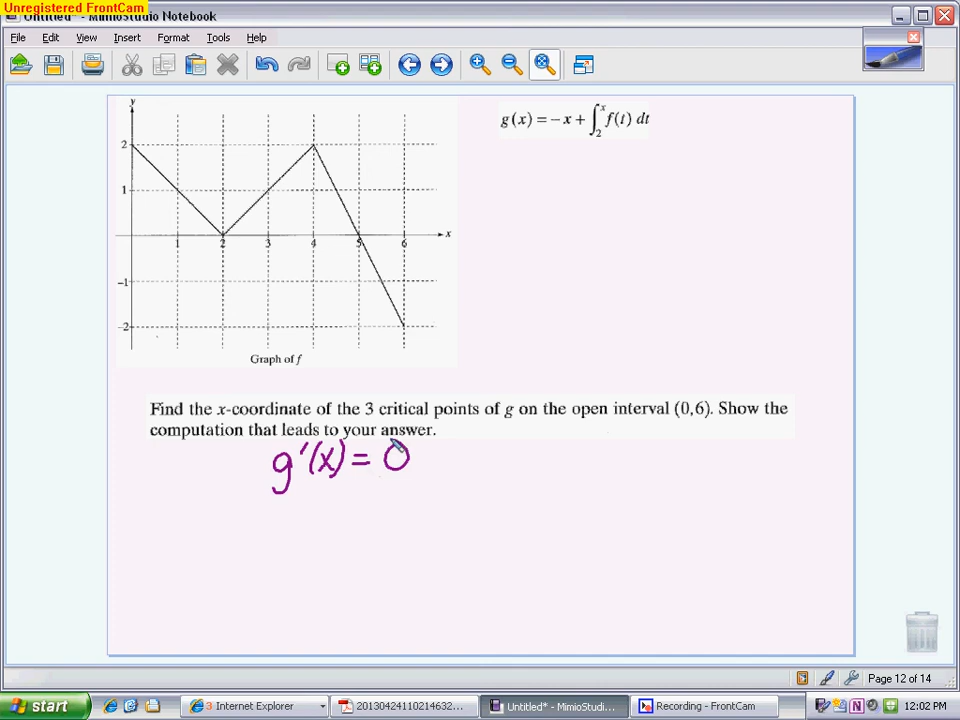 Unregistered FrontCam
Untitled* - MimioStudio Notebook
File Edit View Insert Format Tools Help
y
g(x) = -x + ∫₂ˣ f(t) dt
2
1
1 2 3 4 5 6 x
-1
-2
Graph of f
Find the x-coordinate of the 3 critical points of g on the open interval (0,6). Show the
computation that leads to your answer.
g'(x) = 0
Page 12 of 14
start 3 Internet Explorer 20130424110214632... Untitled* - MimioStudio ... Recording - FrontCam 12:02 PM